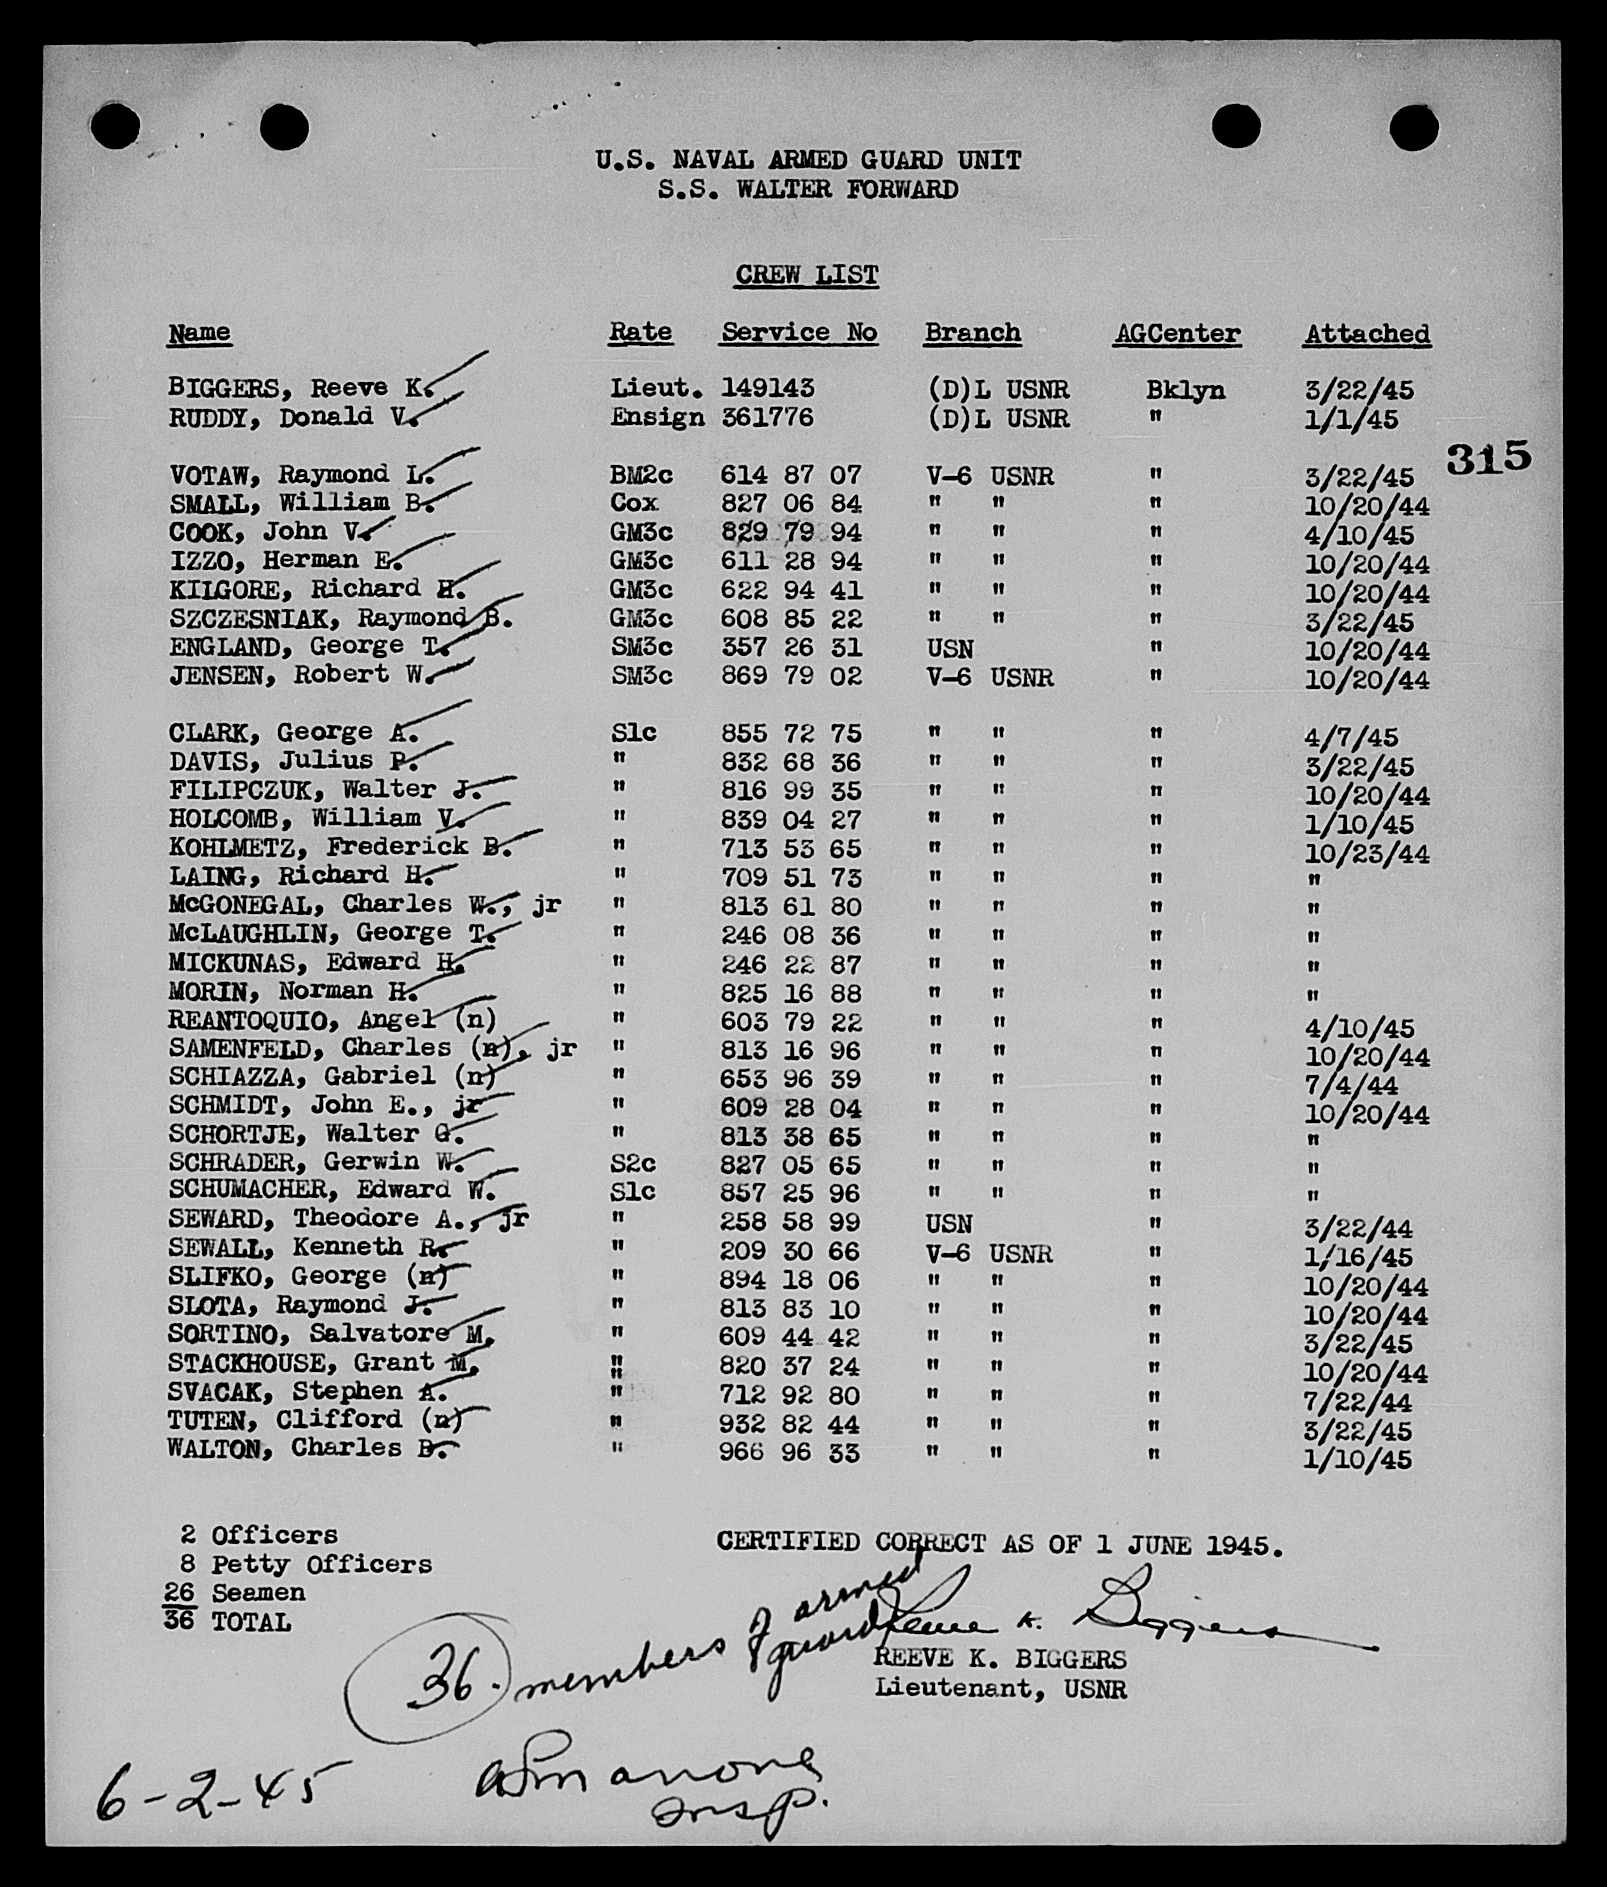 U.S. NAVAL ARMED GUARD UNIT
S.S. WALTER FORWARD
CREW LIST
Name Rate Service No Branch AGCenter Attached
BIGGERS, Reeve K. Lieut. 149143 (D)L USNR Bklyn 3/22/45
RUDDY, Donald V. Ensign 361776 (D)L USNR " 1/1/45
315
VOTAW, Raymond L. BM2c 614 87 07 V-6 USNR " 3/22/45
SMALL, William B. Cox 827 06 84 " " " 10/20/44
COOK, John V. GM3c 829 79 94 " " " 4/10/45
IZZO, Herman E. GM3c 611 28 94 " " " 10/20/44
KILGORE, Richard H. GM3c 622 94 41 " " " 10/20/44
SZCZESNIAK, Raymond B. GM3c 608 85 22 " " " 3/22/45
ENGLAND, George T. SM3c 357 26 31 USN " 10/20/44
JENSEN, Robert W. SM3c 869 79 02 V-6 USNR " 10/20/44
CLARK, George A. S1c 855 72 75 " " " 4/7/45
DAVIS, Julius P. " 832 68 36 " " " 3/22/45
FILIPCZUK, Walter J. " 816 99 35 " " " 10/20/44
HOLCOMB, William V. " 839 04 27 " " " 1/10/45
KOHLMETZ, Frederick B. " 713 53 65 " " " 10/23/44
LAING, Richard H. " 709 51 73 " " " "
McGONEGAL, Charles W., jr " 813 61 80 " " " "
McLAUGHLIN, George T. " 246 08 36 " " " "
MICKUNAS, Edward H. " 246 22 87 " " " "
MORIN, Norman H. " 825 16 88 " " " "
REANTOQUIO, Angel (n) " 603 79 22 " " " 4/10/45
SAMENFELD, Charles (n), jr " 813 16 96 " " " 10/20/44
SCHIAZZA, Gabriel (n) " 653 96 39 " " " 7/4/44
SCHMIDT, John E., jr " 609 28 04 " " " 10/20/44
SCHORTJE, Walter G. " 813 38 65 " " " "
SCHRADER, Gerwin W. S2c 827 05 65 " " " "
SCHUMACHER, Edward W. S1c 857 25 96 " " " "
SEWARD, Theodore A., jr " 258 58 99 USN " 3/22/44
SEWALL, Kenneth R. " 209 30 66 V-6 USNR " 1/16/45
SLIFKO, George (n) " 894 18 06 " " " 10/20/44
SLOTA, Raymond J. " 813 83 10 " " " 10/20/44
SORTINO, Salvatore M. " 609 44 42 " " " 3/22/45
STACKHOUSE, Grant M. " 820 37 24 " " " 10/20/44
SVACAK, Stephen A. " 712 92 80 " " " 7/22/44
TUTEN, Clifford (n) " 932 82 44 " " " 3/22/45
WALTON, Charles B. " 966 96 33 " " " 1/10/45
2 Officers
8 Petty Officers
26 Seamen
36 TOTAL
CERTIFIED CORRECT AS OF 1 JUNE 1945.
Reeve K. Biggers
REEVE K. BIGGERS
Lieutenant, USNR
36. members of armed guard
6-2-45
insp.